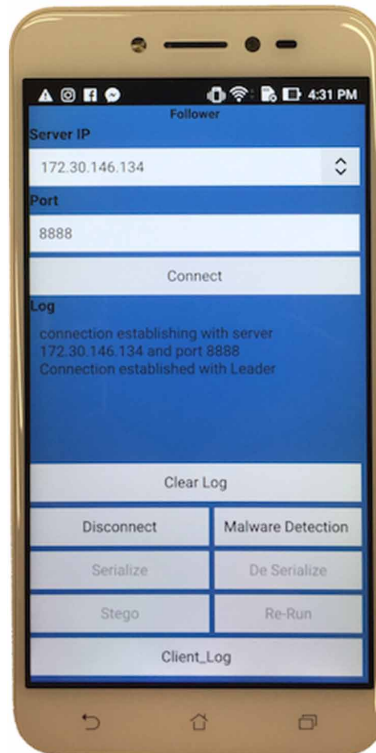 4:31 PM
Follower
Server IP
172.30.146.134
Port
8888
Connect
Log
connection establishing with server
172.30.146.134 and port 8888
Connection established with Leader
Clear Log
Disconnect Malware Detection
Serialize De Serialize
Stego Re-Run
Client_Log